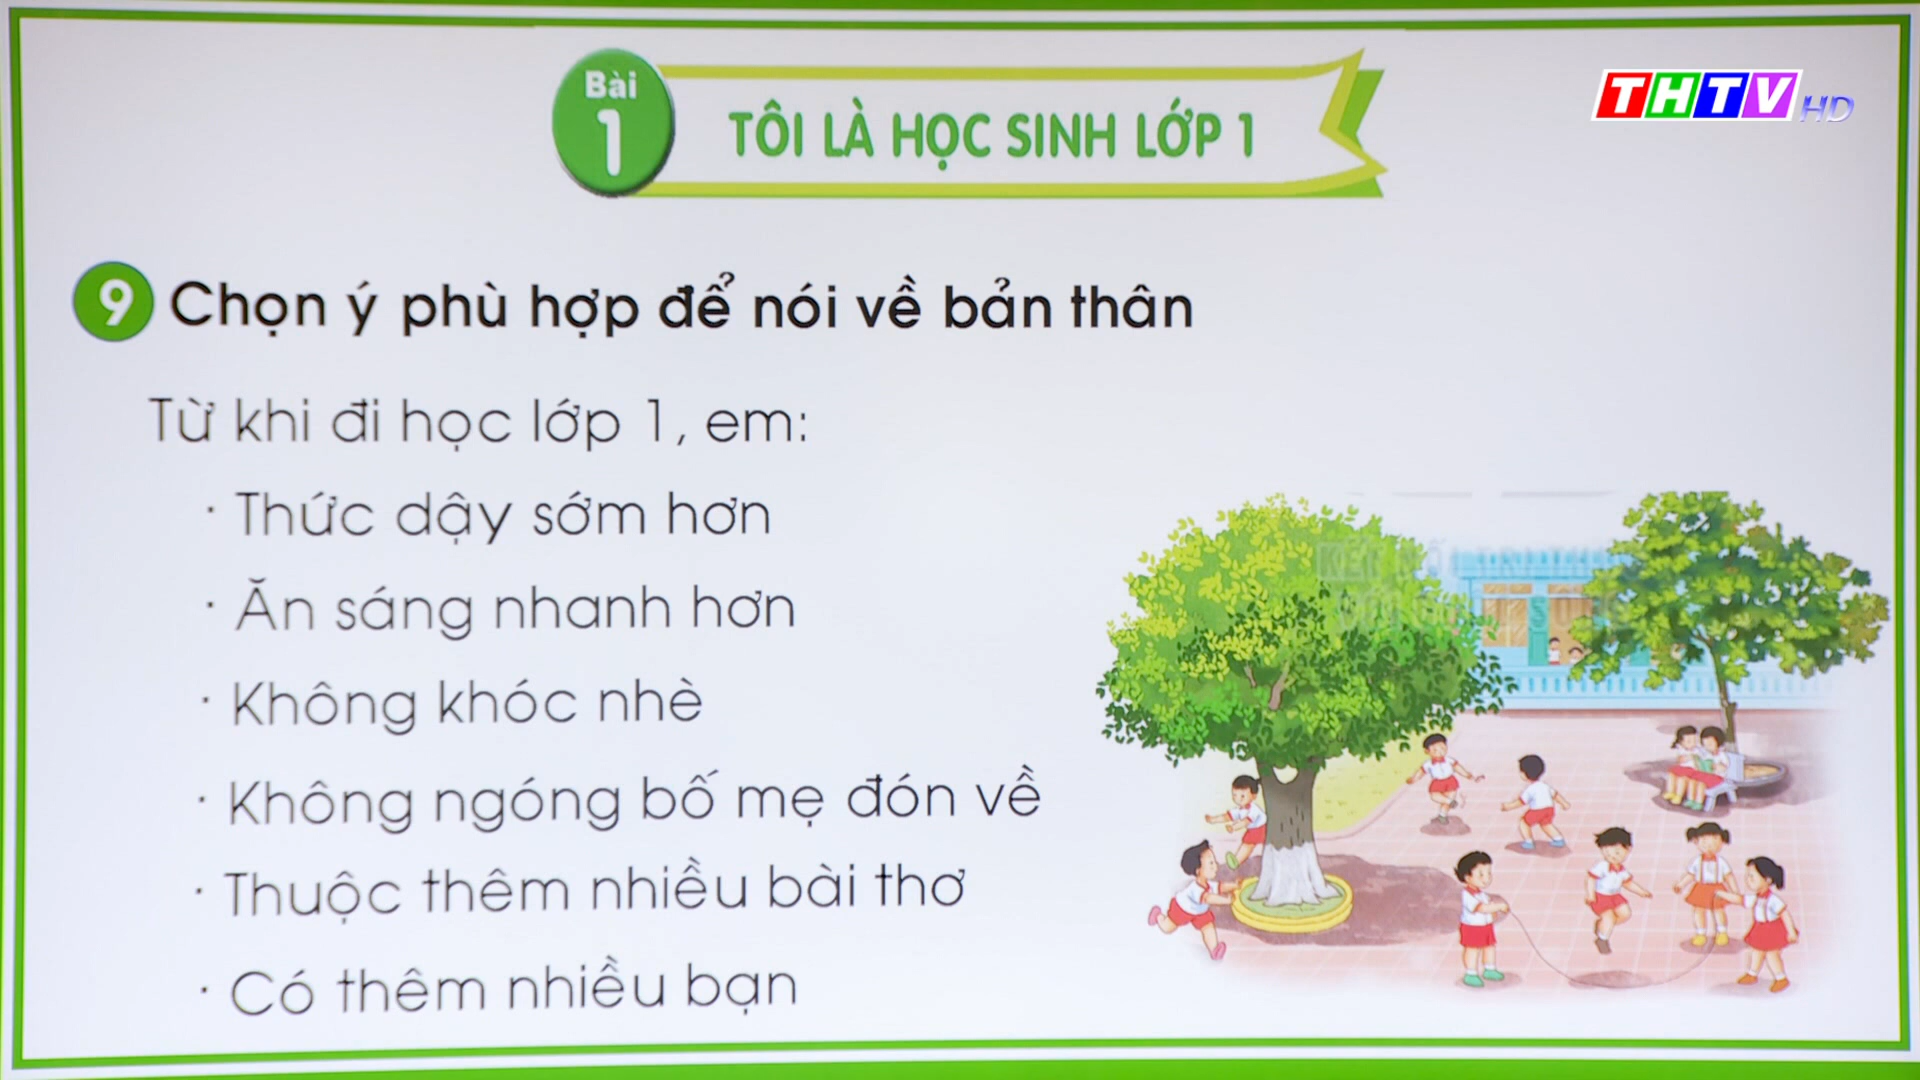 Bài
1
TÔI LÀ HỌC SINH LỚP 1
THTV HD
9 Chọn ý phù hợp để nói về bản thân
Từ khi đi học lớp 1, em:
· Thức dậy sớm hơn
· Ăn sáng nhanh hơn
· Không khóc nhè
· Không ngóng bố mẹ đón về
· Thuộc thêm nhiều bài thơ
· Có thêm nhiều bạn